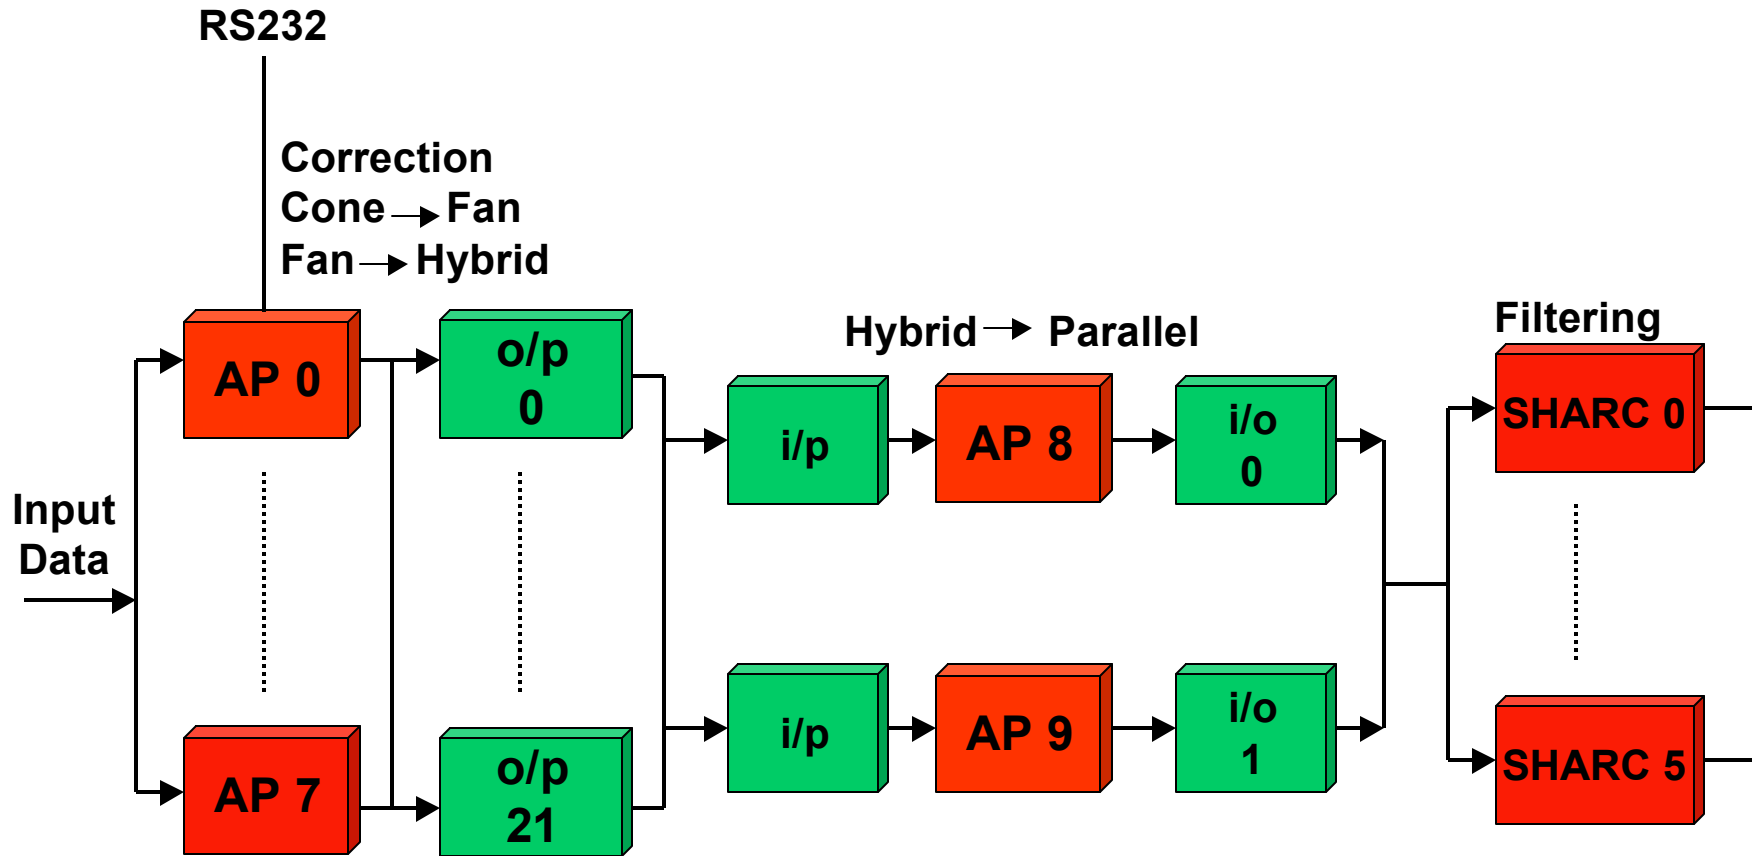 RS232
Correction
Cone → Fan
Fan → Hybrid
Hybrid → Parallel
Filtering
Input
Data
AP 0
o/p
0
i/p
AP 8
i/o
0
SHARC 0
AP 7
o/p
21
i/p
AP 9
i/o
1
SHARC 5